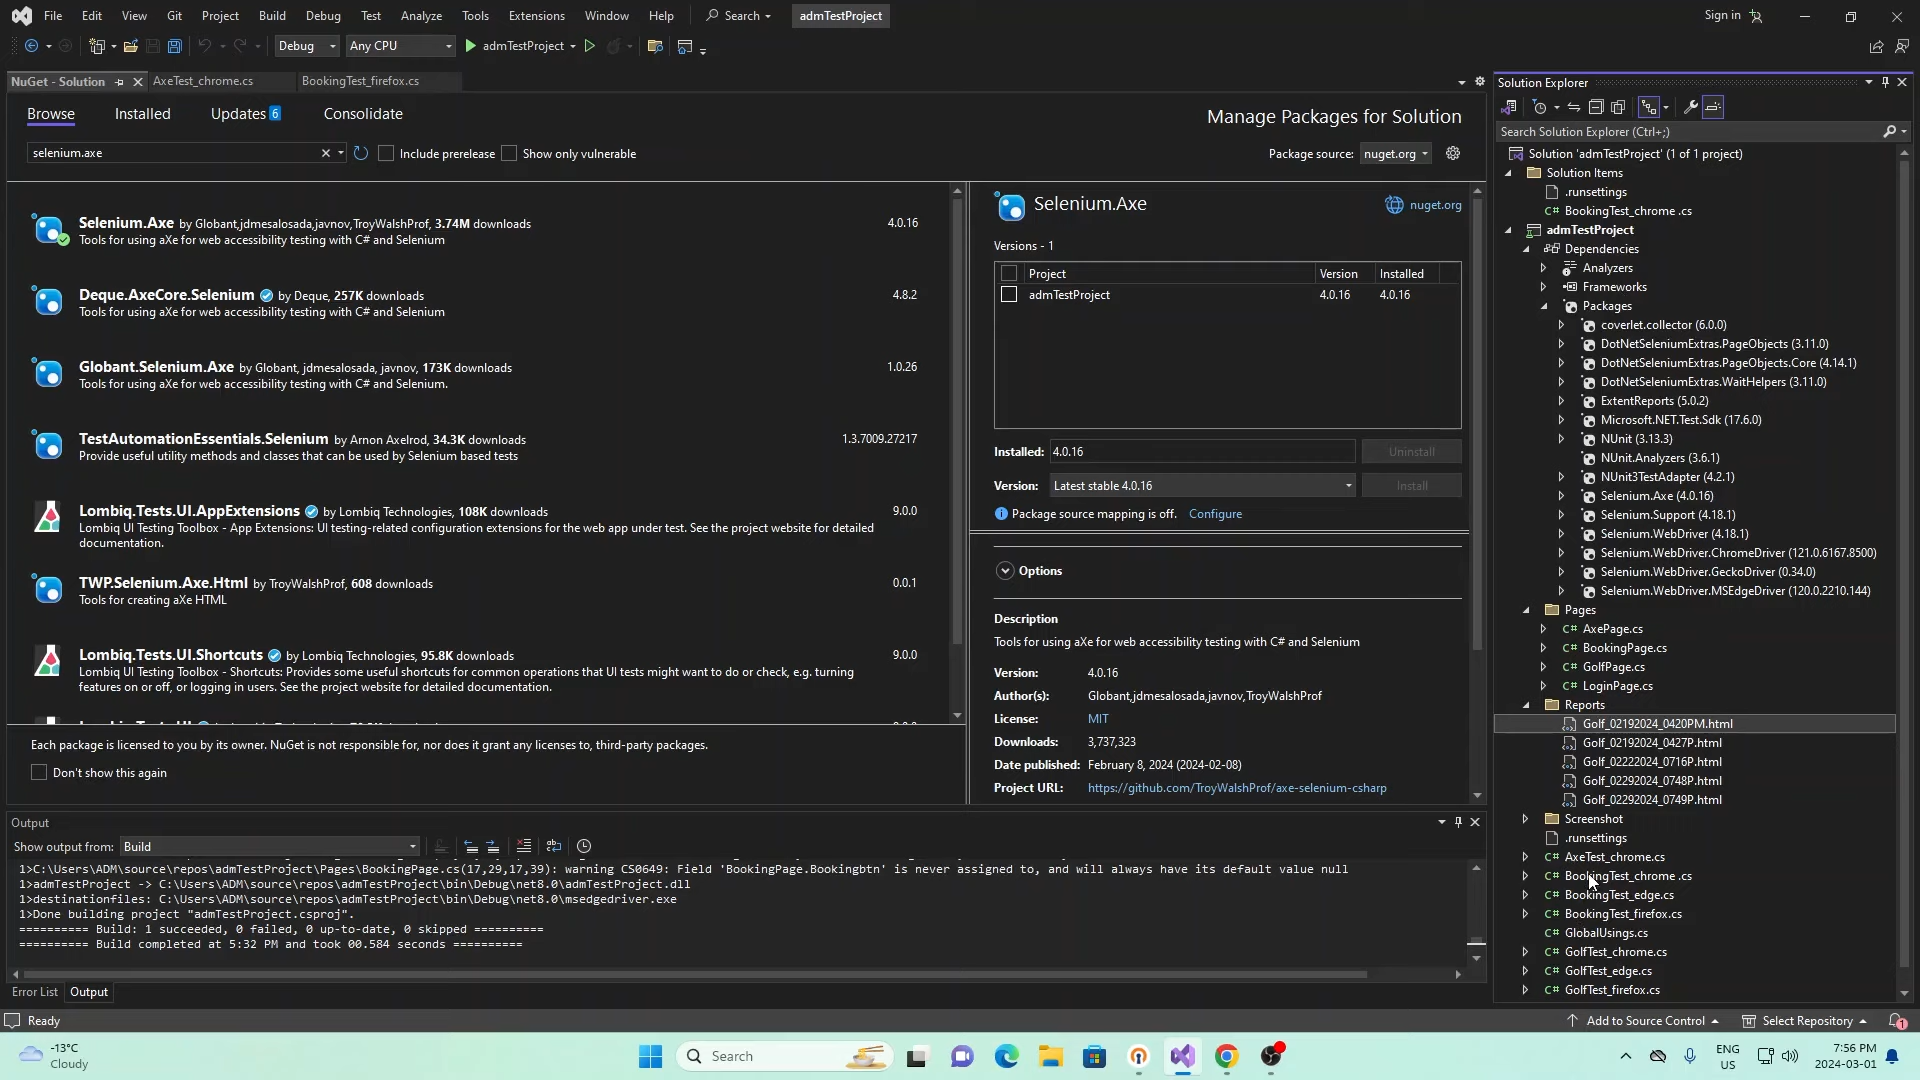 File Edit View Git Project Build Debug Test Analyze Tools Extensions Window Help Search admTestProject Sign in
Debug Any CPU admTestProject
NuGet - Solution AxeTest_chrome.cs BookingTest_firefox.cs
Browse Installed Updates 6 Consolidate
Manage Packages for Solution
selenium.axe Include prerelease Show only vulnerable
Package source: nuget.org
Selenium.Axe by Globant,jdmesalosada,javnov,TroyWalshProf, 3.74M downloads 4.0.16
Tools for using aXe for web accessibility testing with C# and Selenium
Deque.AxeCore.Selenium by Deque, 257K downloads 4.8.2
Tools for using aXe for web accessibility testing with C# and Selenium
Globant.Selenium.Axe by Globant, jdmesalosada, javnov, 173K downloads 1.0.26
Tools for using aXe for web accessibility testing with C# and Selenium.
TestAutomationEssentials.Selenium by Arnon Axelrod, 34.3K downloads 1.3.7009.27217
Provide useful utility methods and classes that can be used by Selenium based tests
Lombiq.Tests.UI.AppExtensions by Lombiq Technologies, 108K downloads 9.0.0
Lombiq UI Testing Toolbox - App Extensions: UI testing-related configuration extensions for the web app under test. See the project website for detailed
documentation.
TWP.Selenium.Axe.Html by TroyWalshProf, 608 downloads 0.0.1
Tools for creating aXe HTML
Lombiq.Tests.UI.Shortcuts by Lombiq Technologies, 95.8K downloads 9.0.0
Lombiq UI Testing Toolbox - Shortcuts: Provides some useful shortcuts for common operations that UI tests might want to do or check, e.g. turning
features on or off, or logging in users. See the project website for detailed documentation.
Each package is licensed to you by its owner. NuGet is not responsible for, nor does it grant any licenses to, third-party packages.
Don't show this again
Selenium.Axe
nuget.org
Versions - 1
Project Version Installed
admTestProject 4.0.16 4.0.16
Installed: 4.0.16 Uninstall
Version: Latest stable 4.0.16 Install
Package source mapping is off. Configure
Options
Description
Tools for using aXe for web accessibility testing with C# and Selenium
Version: 4.0.16
Author(s): Globant,jdmesalosada,javnov,TroyWalshProf
License: MIT
Downloads: 3,737,323
Date published: February 8, 2024 (2024-02-08)
Project URL: https://github.com/TroyWalshProf/axe-selenium-csharp
Output
Show output from: Build
1>C:\Users\ADM\source\repos\admTestProject\Pages\BookingPage.cs(17,29,17,39): warning CS0649: Field 'BookingPage.Bookingbtn' is never assigned to, and will always have its default value null
1>admTestProject -> C:\Users\ADM\source\repos\admTestProject\bin\Debug\net8.0\admTestProject.dll
1>destinationfiles: C:\Users\ADM\source\repos\admTestProject\bin\Debug\net8.0\msedgedriver.exe
1>Done building project "admTestProject.csproj".
========== Build: 1 succeeded, 0 failed, 0 up-to-date, 0 skipped ==========
========== Build completed at 5:32 PM and took 00.584 seconds ==========
Error List Output
Solution Explorer
Search Solution Explorer (Ctrl+;)
Solution 'admTestProject' (1 of 1 project)
Solution Items
.runsettings
C# BookingTest_chrome .cs
admTestProject
Dependencies
Analyzers
Frameworks
Packages
coverlet.collector (6.0.0)
DotNetSeleniumExtras.PageObjects (3.11.0)
DotNetSeleniumExtras.PageObjects.Core (4.14.1)
DotNetSeleniumExtras.WaitHelpers (3.11.0)
ExtentReports (5.0.2)
Microsoft.NET.Test.Sdk (17.6.0)
NUnit (3.13.3)
NUnit.Analyzers (3.6.1)
NUnit3TestAdapter (4.2.1)
Selenium.Axe (4.0.16)
Selenium.Support (4.18.1)
Selenium.WebDriver (4.18.1)
Selenium.WebDriver.ChromeDriver (121.0.6167.8500)
Selenium.WebDriver.GeckoDriver (0.34.0)
Selenium.WebDriver.MSEdgeDriver (120.0.2210.144)
Pages
C# AxePage.cs
C# BookingPage.cs
C# GolfPage.cs
C# LoginPage.cs
Reports
Golf_02192024_0420PM.html
Golf_02192024_0427P.html
Golf_02222024_0716P.html
Golf_02292024_0748P.html
Golf_02292024_0749P.html
Screenshot
.runsettings
C# AxeTest_chrome.cs
C# BookingTest_chrome .cs
C# BookingTest_edge.cs
C# BookingTest_firefox.cs
C# GlobalUsings.cs
C# GolfTest_chrome.cs
C# GolfTest_edge.cs
C# GolfTest_firefox.cs
Ready Add to Source Control Select Repository 1
-13°C
Cloudy
Search
ENG
US
7:56 PM
2024-03-01